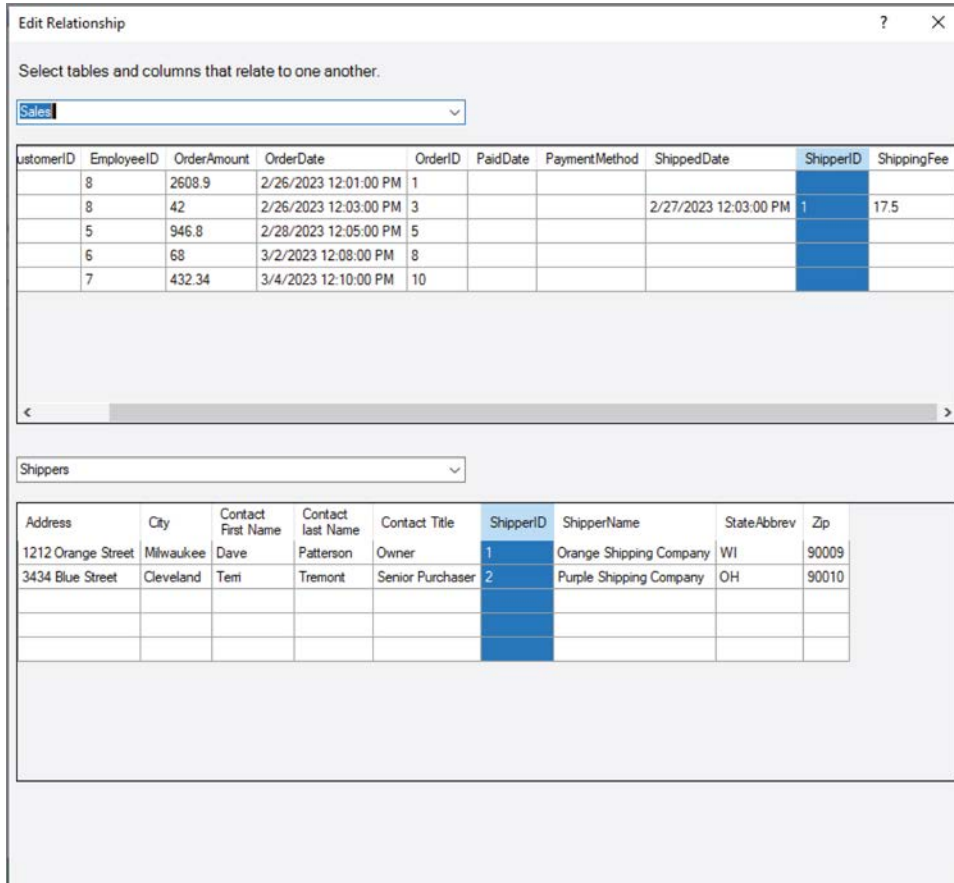 Edit Relationship ? ×
Select tables and columns that relate to one another.
Sales
ustomerID EmployeeID OrderAmount OrderDate OrderID PaidDate PaymentMethod ShippedDate ShipperID ShippingFee
8 2608.9 2/26/2023 12:01:00 PM 1
8 42 2/26/2023 12:03:00 PM 3 2/27/2023 12:03:00 PM 1 17.5
5 946.8 2/28/2023 12:05:00 PM 5
6 68 3/2/2023 12:08:00 PM 8
7 432.34 3/4/2023 12:10:00 PM 10
Shippers
Address City Contact First Name Contact last Name Contact Title ShipperID ShipperName StateAbbrev Zip
1212 Orange Street Milwaukee Dave Patterson Owner 1 Orange Shipping Company WI 90009
3434 Blue Street Cleveland Terri Tremont Senior Purchaser 2 Purple Shipping Company OH 90010